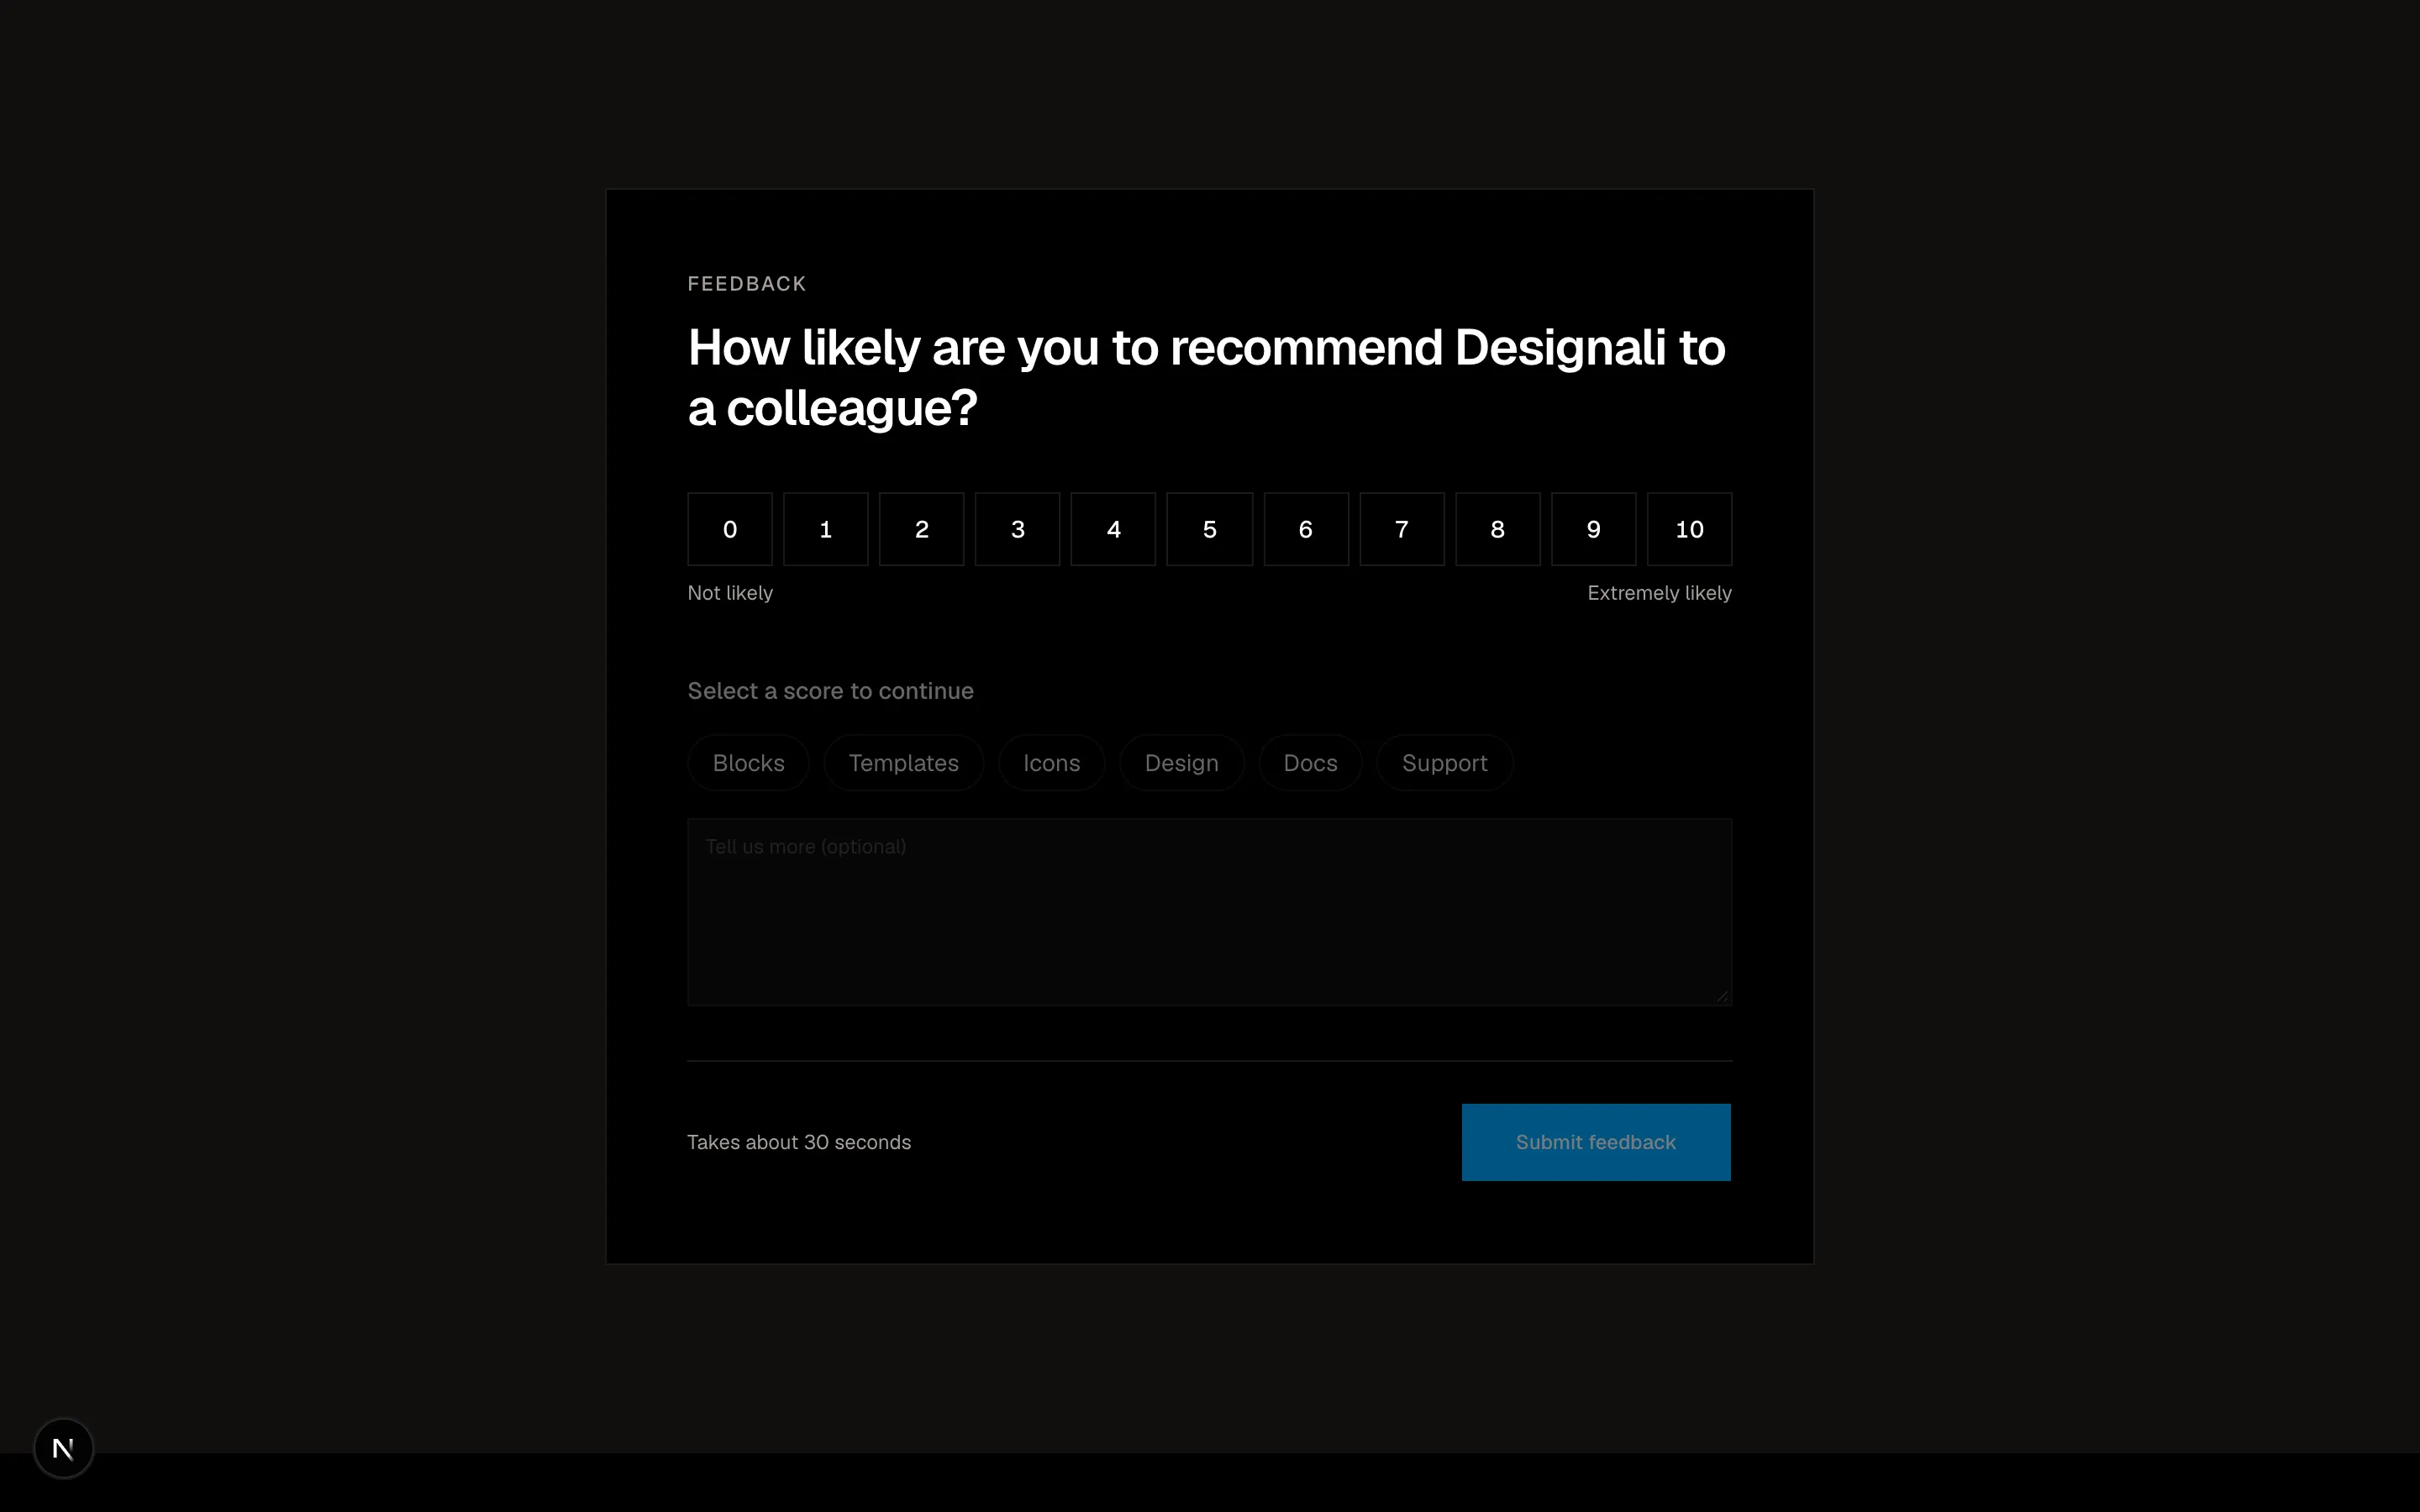 FEEDBACK
How likely are you to recommend Designali to
a colleague?
0 1 2 3 4 5 6 7 8 9 10
Not likely Extremely likely
Select a score to continue
Blocks Templates Icons Design Docs Support
Tell us more (optional)
Takes about 30 seconds Submit feedback
N